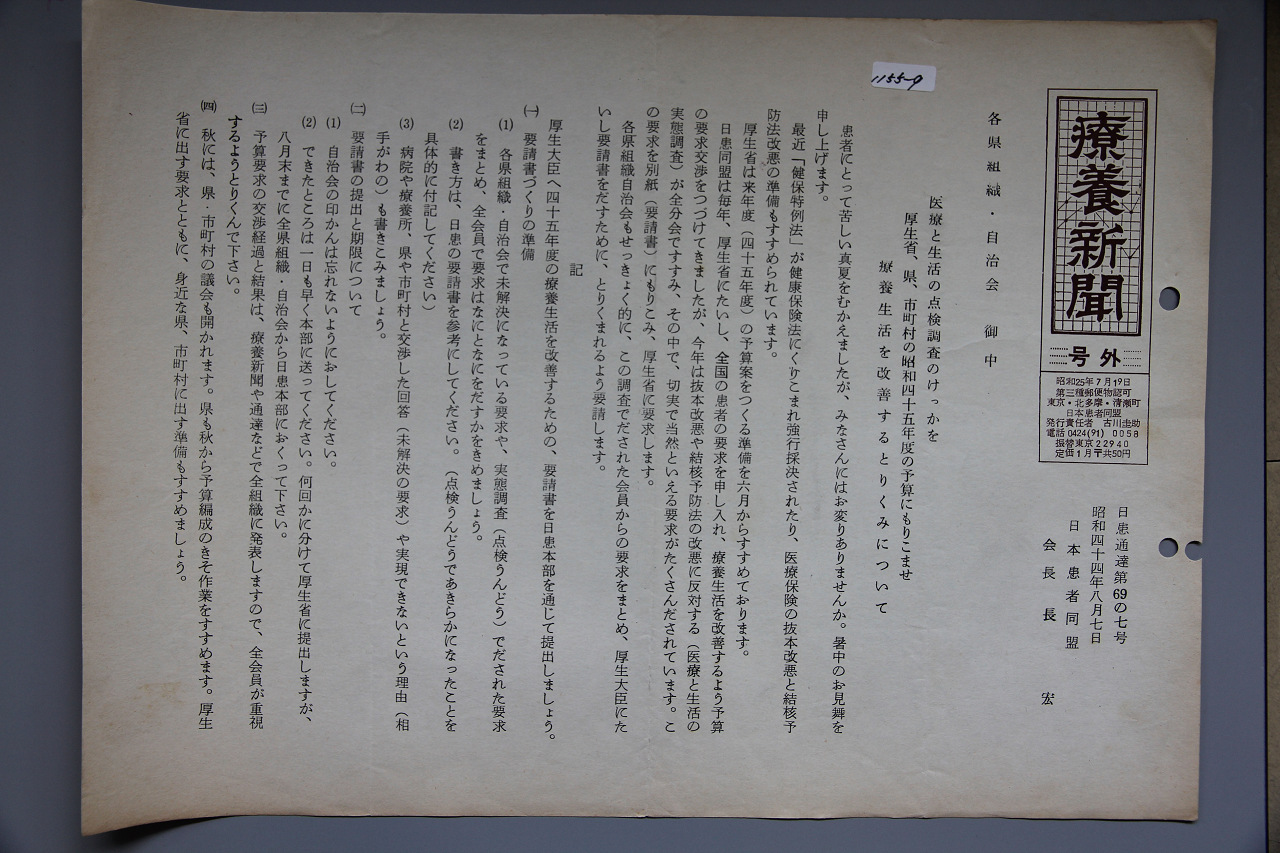 1155-9
療養新聞
号外
昭和25年7月19日
第三種郵便物認可
東京・北多摩・清瀬町
日本患者同盟
発行責任者 古川圭助
電話 0424(91) 0058
振替東京22940
定価1月〒共50円
日患通達第69の七号
昭和四十四年八月七日
日本患者同盟
会長 長 宏
各県組織・自治会 御中
医療と生活の点検調査のけっかを
厚生省、県、市町村の昭和四十五年度の予算にもりこませ
療養生活を改善するとりくみについて
患者にとって苦しい真夏をむかえましたが、みなさんにはお変りありませんか。暑中のお見舞を
申し上げます。
最近「健保特例法」が健康保険法にくりこまれ強行採決されたり、医療保険の抜本改悪と結核予
防法改悪の準備もすすめられています。
厚生省は来年度(四十五年度)の予算案をつくる準備を六月からすすめております。
日患同盟は毎年、厚生省にたいし、全国の患者の要求を申し入れ、療養生活を改善するよう予算
の要求交渉をつづけてきましたが、今年は抜本改悪や結核予防法の改悪に反対する(医療と生活の
実態調査)が全分会ですすみ、その中で、切実で当然といえる要求がたくさんだされています。こ
の要求を別紙(要請書)にもりこみ、厚生省に要求します。
各県組織自治会もせっきょく的に、この調査でだされた会員からの要求をまとめ、厚生大臣にた
いし要請書をだすために、とりくまれるよう要請します。
記
厚生大臣へ四十五年度の療養生活を改善するための、要請書を日患本部を通じて提出しましょう。
㈠ 要請書づくりの準備
(1) 各県組織・自治会で未解決になっている要求や、実態調査(点検うんどう)でだされた要求
をまとめ、全会員で要求はなにとなにをだすかをきめましょう。
(2) 書き方は、日患の要請書を参考にしてください。(点検うんどうであきらかになったことを
具体的に付記してください)
(3) 病院や療養所、県や市町村と交渉した回答(未解決の要求)や実現できないという理由(相
手がわの)も書きこみましょう。
㈡ 要請書の提出と期限について
(1) 自治会の印かんは忘れないようにおしてください。
(2) できたところは一日も早く本部に送ってください。何回かに分けて厚生省に提出しますが、
八月末までに全県組織・自治会から日患本部におくって下さい。
㈢ 予算要求の交渉経過と結果は、療養新聞や通達などで全組織に発表しますので、全会員が重視
するようとりくんで下さい。
㈣ 秋には、県・市町村の議会も開かれます。県も秋から予算編成のきそ作業をすすめます。厚生
省に出す要求とともに、身近な県、市町村に出す準備もすすめましょう。